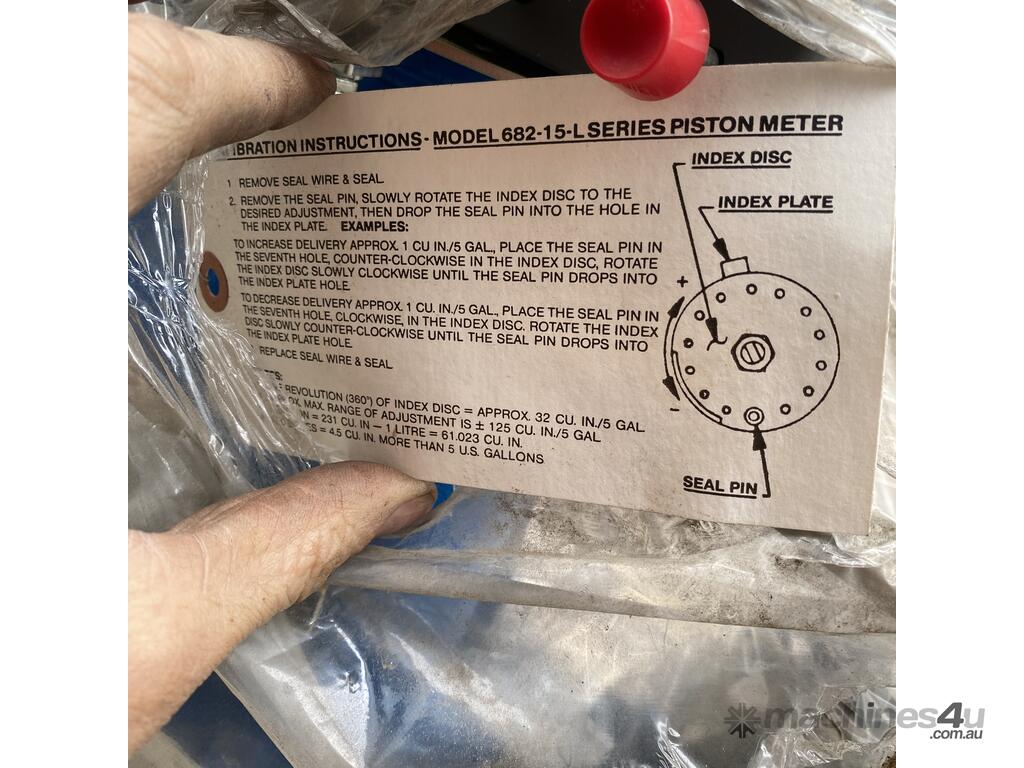 IBRATION INSTRUCTIONS - MODEL 682-15-L SERIES PISTON METER
1 REMOVE SEAL WIRE & SEAL.
2. REMOVE THE SEAL PIN, SLOWLY ROTATE THE INDEX DISC TO THE
DESIRED ADJUSTMENT, THEN DROP THE SEAL PIN INTO THE HOLE IN
THE INDEX PLATE. EXAMPLES:
TO INCREASE DELIVERY APPROX. 1 CU IN./5 GAL., PLACE THE SEAL PIN IN
THE SEVENTH HOLE, COUNTER-CLOCKWISE IN THE INDEX DISC, ROTATE
THE INDEX DISC SLOWLY CLOCKWISE UNTIL THE SEAL PIN DROPS INTO
THE INDEX PLATE HOLE.
TO DECREASE DELIVERY APPROX. 1 CU IN./5 GAL., PLACE THE SEAL PIN IN
THE SEVENTH HOLE, CLOCKWISE, IN THE INDEX DISC. ROTATE THE INDEX
DISC SLOWLY COUNTER-CLOCKWISE UNTIL THE SEAL PIN DROPS INTO
THE INDEX PLATE HOLE.
REPLACE SEAL WIRE & SEAL.
REVOLUTION (360°) OF INDEX DISC = APPROX. 32 CU. IN./5 GAL.
MAX. RANGE OF ADJUSTMENT IS ± 125 CU. IN./5 GAL.
= 231 CU. IN — 1 LITRE = 61.023 CU. IN.
= 4.5 CU. IN. MORE THAN 5 U.S. GALLONS
INDEX DISC
INDEX PLATE
+
−
SEAL PIN
machines4u
.com.au